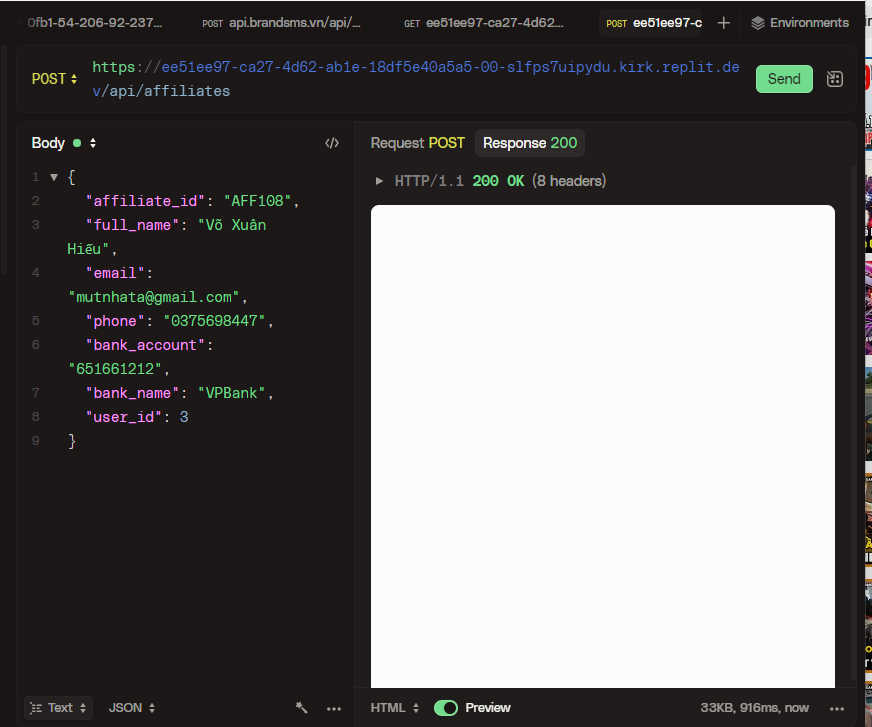 0fb1-54-206-92-237...
POST api.brandsms.vn/api/...
GET ee51ee97-ca27-4d62...
POST ee51ee97-c
Environments
POST
https://ee51ee97-ca27-4d62-ab1e-18df5e40a5a5-00-slfps7uipydu.kirk.replit.de
v/api/affiliates
Send
Body
Request POST
Response 200
HTTP/1.1 200 OK (8 headers)
1 {
2 "affiliate_id": "AFF108",
3 "full_name": "Võ Xuân
Hiếu",
4 "email":
"mutnhata@gmail.com",
5 "phone": "0375698447",
6 "bank_account":
"651661212",
7 "bank_name": "VPBank",
8 "user_id": 3
9 }
Text
JSON
HTML
Preview
33KB, 916ms, now